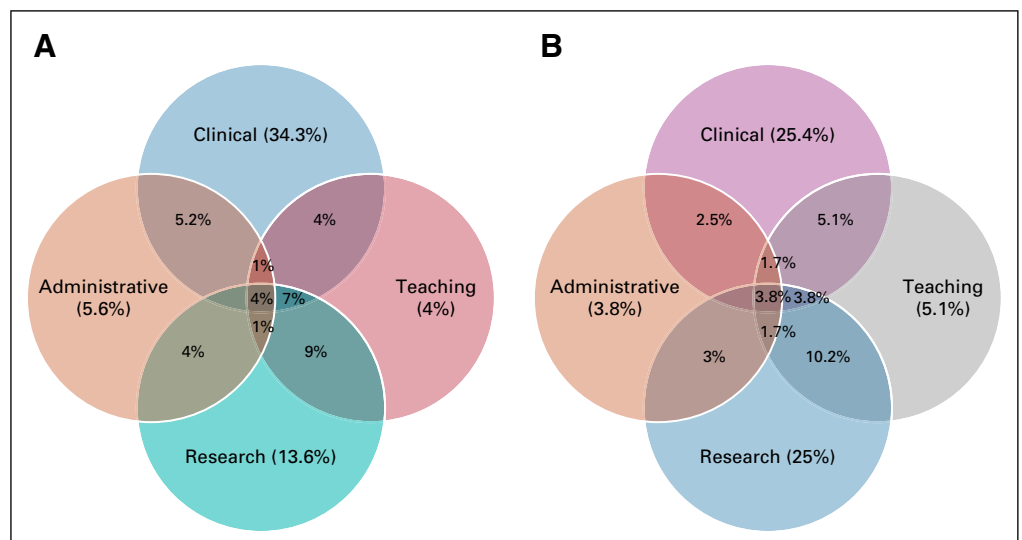 A
Clinical (34.3%)
5.2%
4%
1%
Administrative
(5.6%)
4%
7%
Teaching
(4%)
1%
4%
9%
Research (13.6%)
B
Clinical (25.4%)
2.5%
5.1%
1.7%
Administrative
(3.8%)
3.8%
3.8%
Teaching
(5.1%)
1.7%
3%
10.2%
Research (25%)